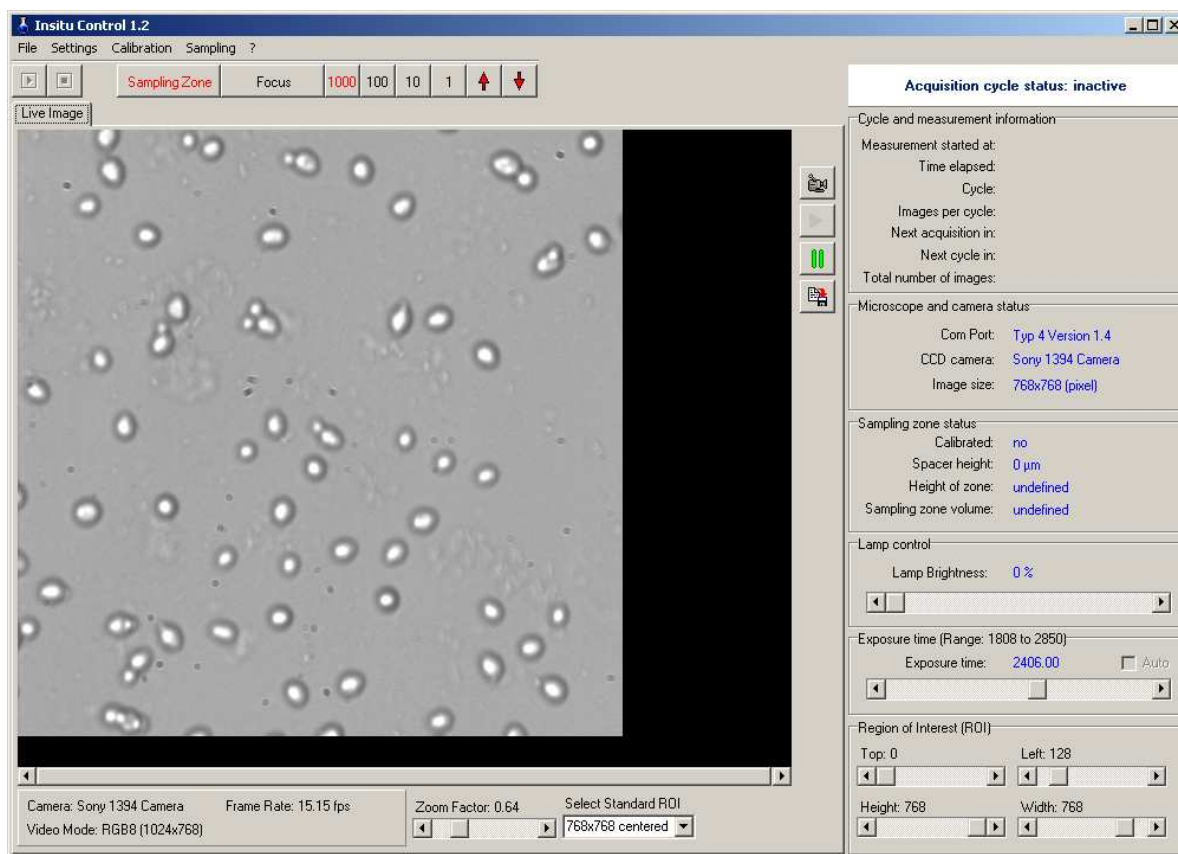 Insitu Control 1.2
File Settings Calibration Sampling ?
Sampling Zone Focus 1000 100 10 1
Live Image
Acquisition cycle status: inactive
Cycle and measurement information
Measurement started at:
Time elapsed:
Cycle:
Images per cycle:
Next acquisition in:
Next cycle in:
Total number of images:
Microscope and camera status
Com Port: Typ 4 Version 1.4
CCD camera: Sony 1394 Camera
Image size: 768x768 (pixel)
Sampling zone status
Calibrated: no
Spacer height: 0 µm
Height of zone: undefined
Sampling zone volume: undefined
Lamp control
Lamp Brightness: 0 %
Exposure time (Range: 1808 to 2850)
Exposure time: 2406.00 Auto
Region of Interest (ROI)
Top: 0 Left: 128
Height: 768 Width: 768
Camera: Sony 1394 Camera Frame Rate: 15.15 fps
Video Mode: RGB8 (1024x768)
Zoom Factor: 0.64 Select Standard ROI
768x768 centered